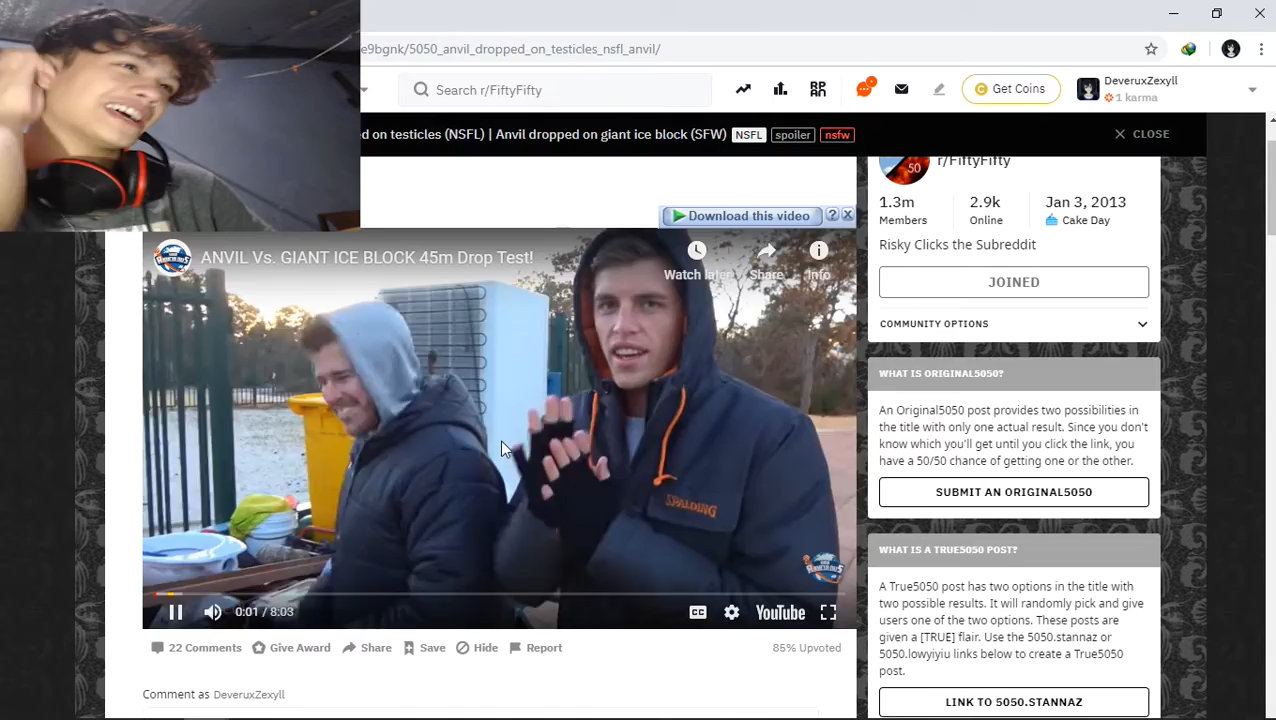 e9bgnk/5050_anvil_dropped_on_testicles_nsfl_anvil/
Search r/FiftyFifty
Get Coins
DeveruxZexyll
1 karma
ed on testicles (NSFL) | Anvil dropped on giant ice block (SFW) NSFL spoiler nsfw
CLOSE
Download this video ?
ANVIL Vs. GIANT ICE BLOCK 45m Drop Test!
Watch later Share Info
SPALDING
0:01 / 8:03
CC
YouTube
22 Comments Give Award Share Save Hide Report
85% Upvoted
Comment as DeveruxZexyll
50
r/FiftyFifty
1.3m 2.9k Jan 3, 2013
Members Online Cake Day
Risky Clicks the Subreddit
JOINED
COMMUNITY OPTIONS
WHAT IS ORIGINAL5050?
An Original5050 post provides two possibilities in
the title with only one actual result. Since you don't
know which you'll get until you click the link, you
have a 50/50 chance of getting one or the other.
SUBMIT AN ORIGINAL5050
WHAT IS A TRUE5050 POST?
A True5050 post has two options in the title with
two possible results. It will randomly pick and give
users one of the two options. These posts are
given a [TRUE] flair. Use the 5050.stannaz or
5050.lowyiyiu links below to create a True5050
post.
LINK TO 5050.STANNAZ